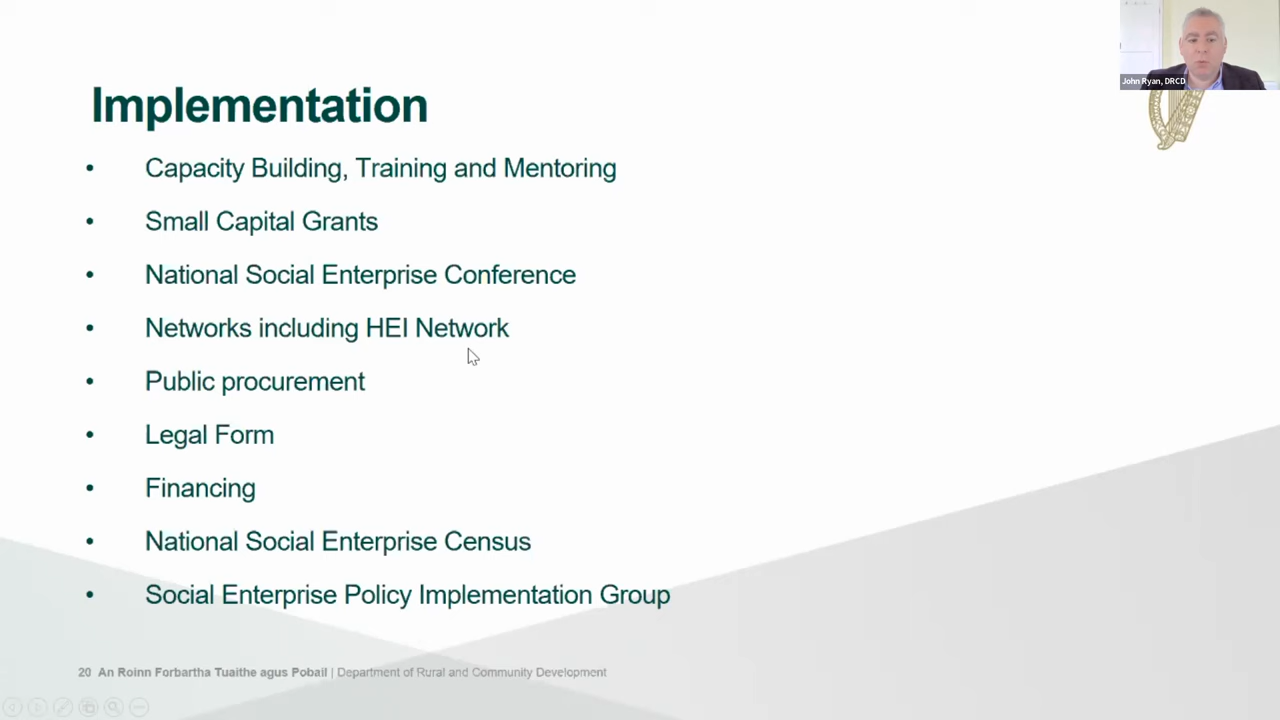 John Ryan, DRCD
Implementation
• Capacity Building, Training and Mentoring
• Small Capital Grants
• National Social Enterprise Conference
• Networks including HEI Network
• Public procurement
• Legal Form
• Financing
• National Social Enterprise Census
• Social Enterprise Policy Implementation Group
20 An Roinn Forbartha Tuaithe agus Pobail | Department of Rural and Community Development